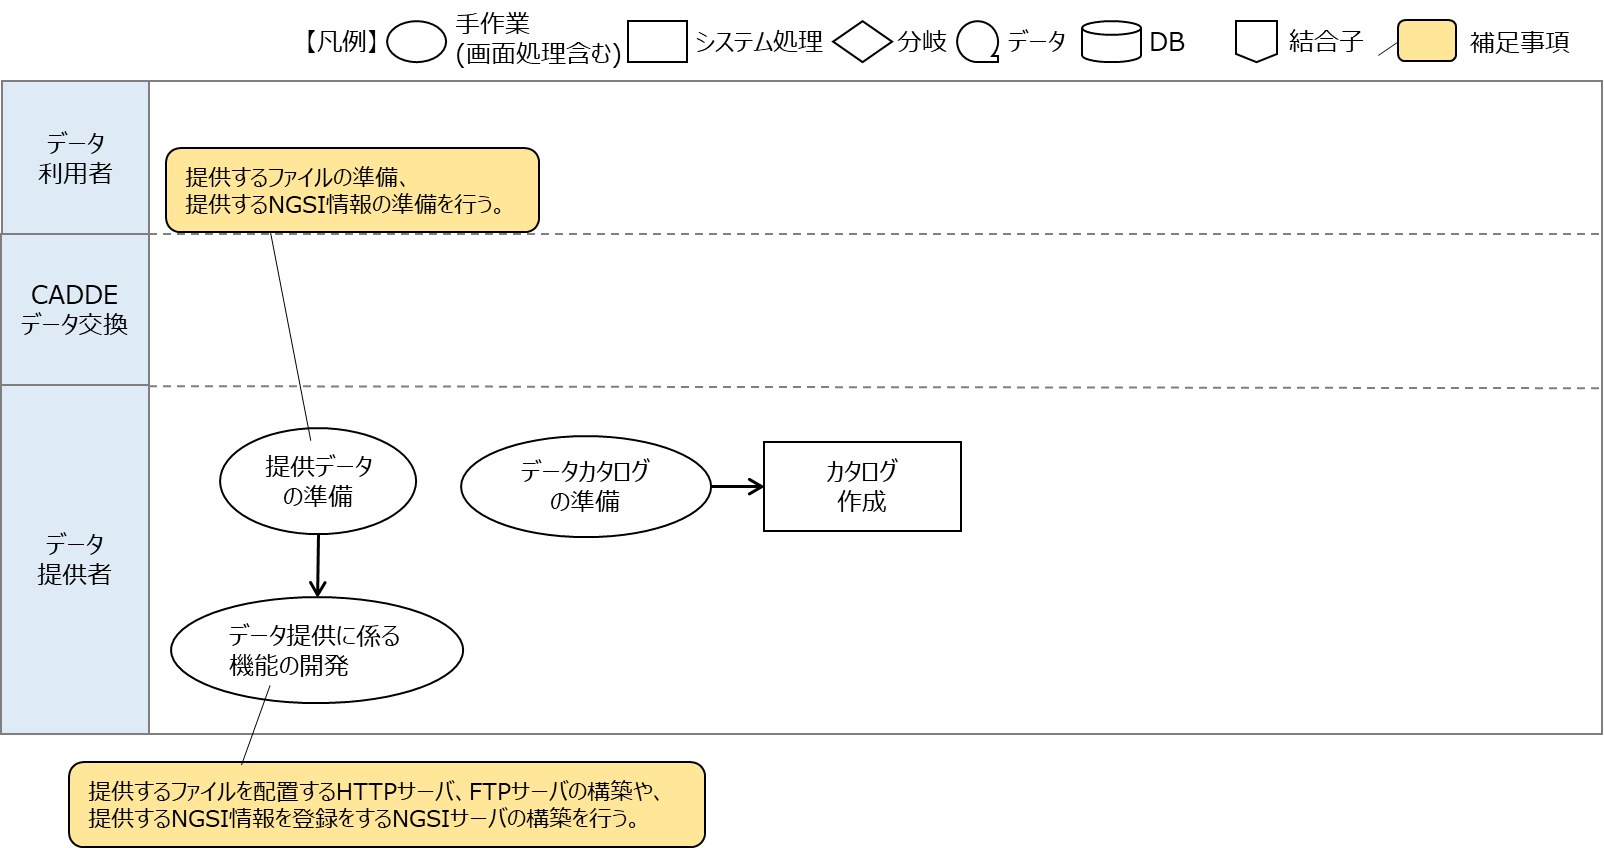 【凡例】
手作業
(画面処理含む)
システム処理
分岐
データ
DB
結合子
補足事項
データ
利用者
提供するファイルの準備、
提供するNGSI情報の準備を行う。
CADDE
データ交換
データ
提供者
提供データ
の準備
データカタログ
の準備
カタログ
作成
データ提供に係る
機能の開発
提供するファイルを配置するHTTPサーバ、FTPサーバの構築や、
提供するNGSI情報を登録をするNGSIサーバの構築を行う。